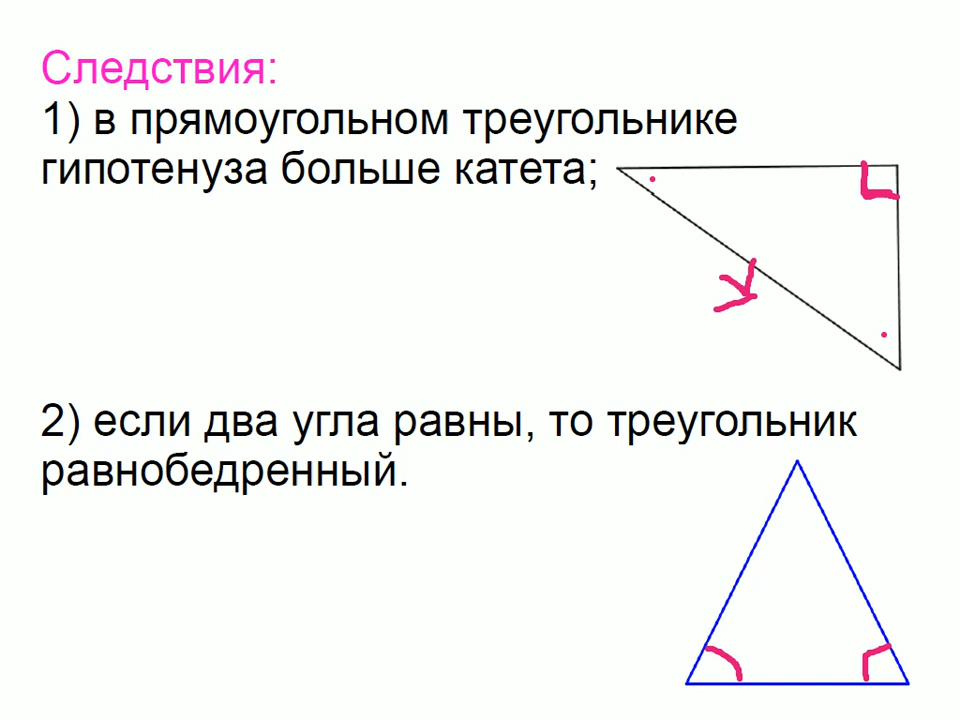 Следствия:
1) в прямоугольном треугольнике
гипотенуза больше катета;
2) если два угла равны, то треугольник
равнобедренный.